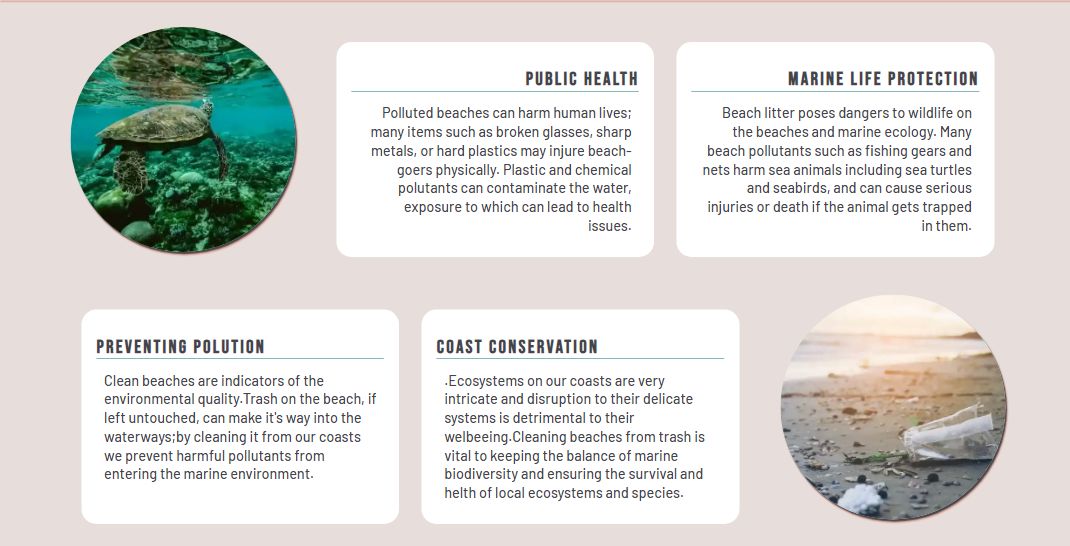 PUBLIC HEALTH
Polluted beaches can harm human lives;
many items such as broken glasses, sharp
metals, or hard plastics may injure beach-
goers physically. Plastic and chemical
polutants can contaminate the water,
exposure to which can lead to health
issues.
MARINE LIFE PROTECTION
Beach litter poses dangers to wildlife on
the beaches and marine ecology. Many
beach pollutants such as fishing gears and
nets harm sea animals including sea turtles
and seabirds, and can cause serious
injuries or death if the animal gets trapped
in them.
PREVENTING POLUTION
Clean beaches are indicators of the
environmental quality.Trash on the beach, if
left untouched, can make it's way into the
waterways;by cleaning it from our coasts
we prevent harmful pollutants from
entering the marine environment.
COAST CONSERVATION
.Ecosystems on our coasts are very
intricate and disruption to their delicate
systems is detrimental to their
welbeeing.Cleaning beaches from trash is
vital to keeping the balance of marine
biodiversity and ensuring the survival and
helth of local ecosystems and species.